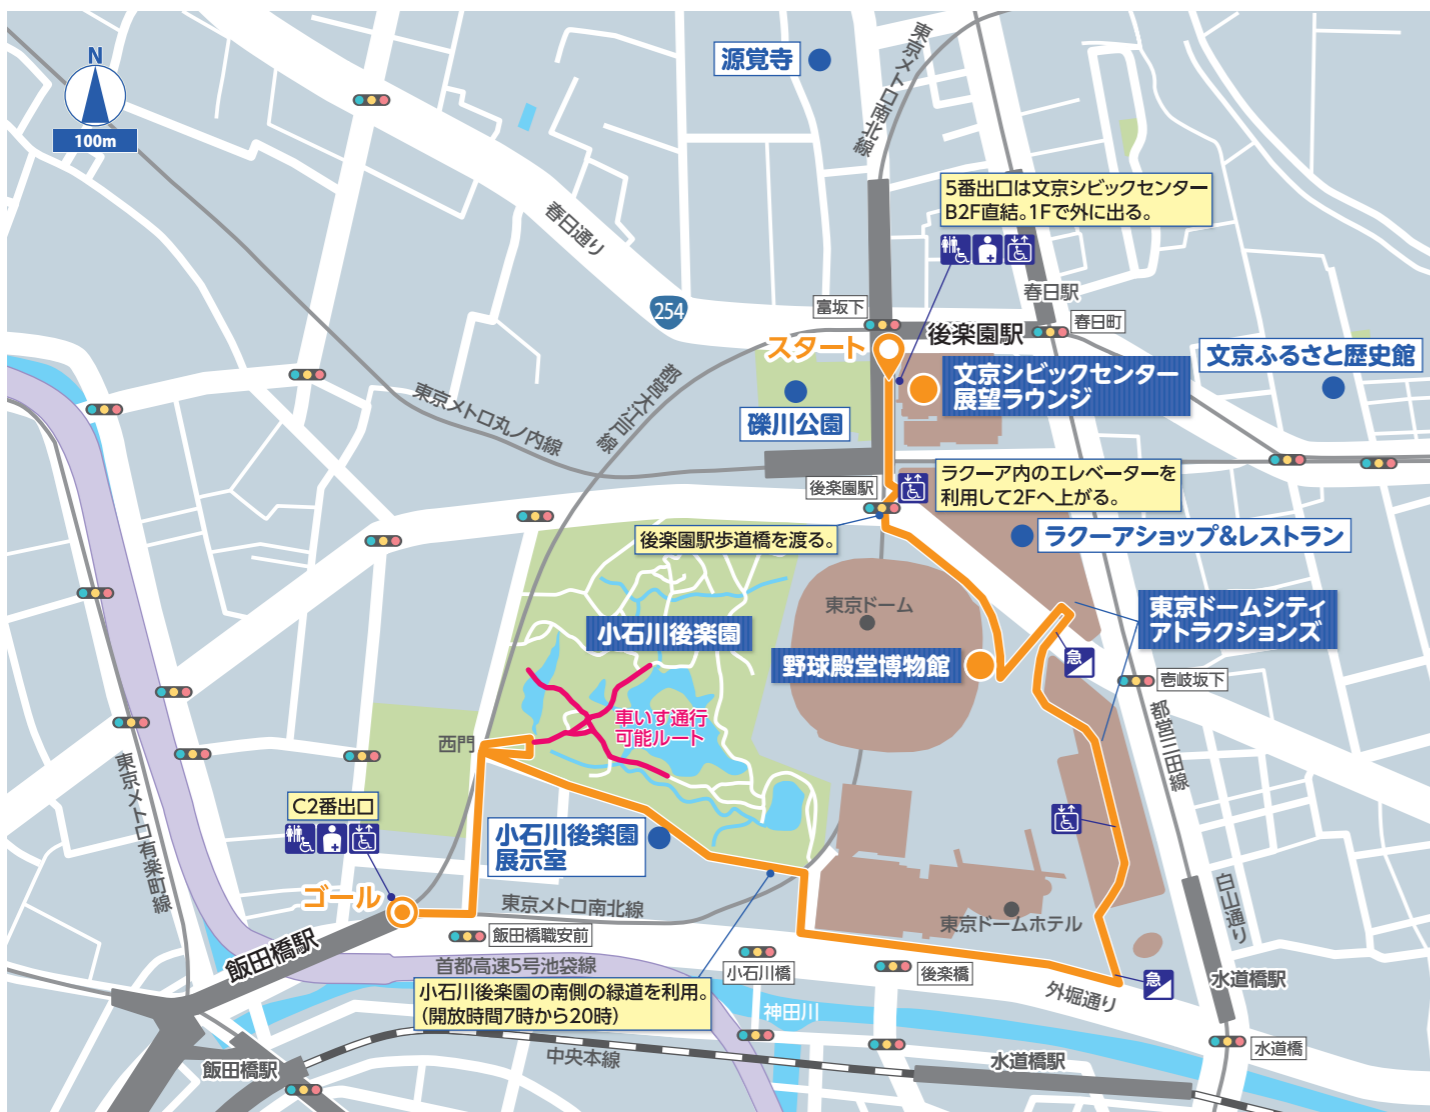 N
100m
源覚寺
東京メトロ南北線
5番出口は文京シビックセンター
B2F直結。1Fで外に出る。
春日通り
254
富坂下
春日駅
後楽園駅
春日町
スタート
文京シビックセンター
展望ラウンジ
文京ふるさと歴史館
都営大江戸線
東京メトロ丸ノ内線
礫川公園
後楽園駅
ラクーア内のエレベーターを
利用して2Fへ上がる。
後楽園駅歩道橋を渡る。
ラクーアショップ&レストラン
東京ドーム
東京ドームシティ
アトラクションズ
小石川後楽園
野球殿堂博物館
急
壱岐坂下
車いす通行
可能ルート
西門
都営三田線
東京メトロ有楽町線
C2番出口
小石川後楽園
展示室
ゴール
東京メトロ南北線
東京ドームホテル
白山通り
飯田橋駅
飯田橋職安前
首都高速5号池袋線
小石川橋
後楽橋
外堀通り
急
水道橋駅
小石川後楽園の南側の緑道を利用。
(開放時間7時から20時)
神田川
中央本線
水道橋駅
水道橋
飯田橋駅